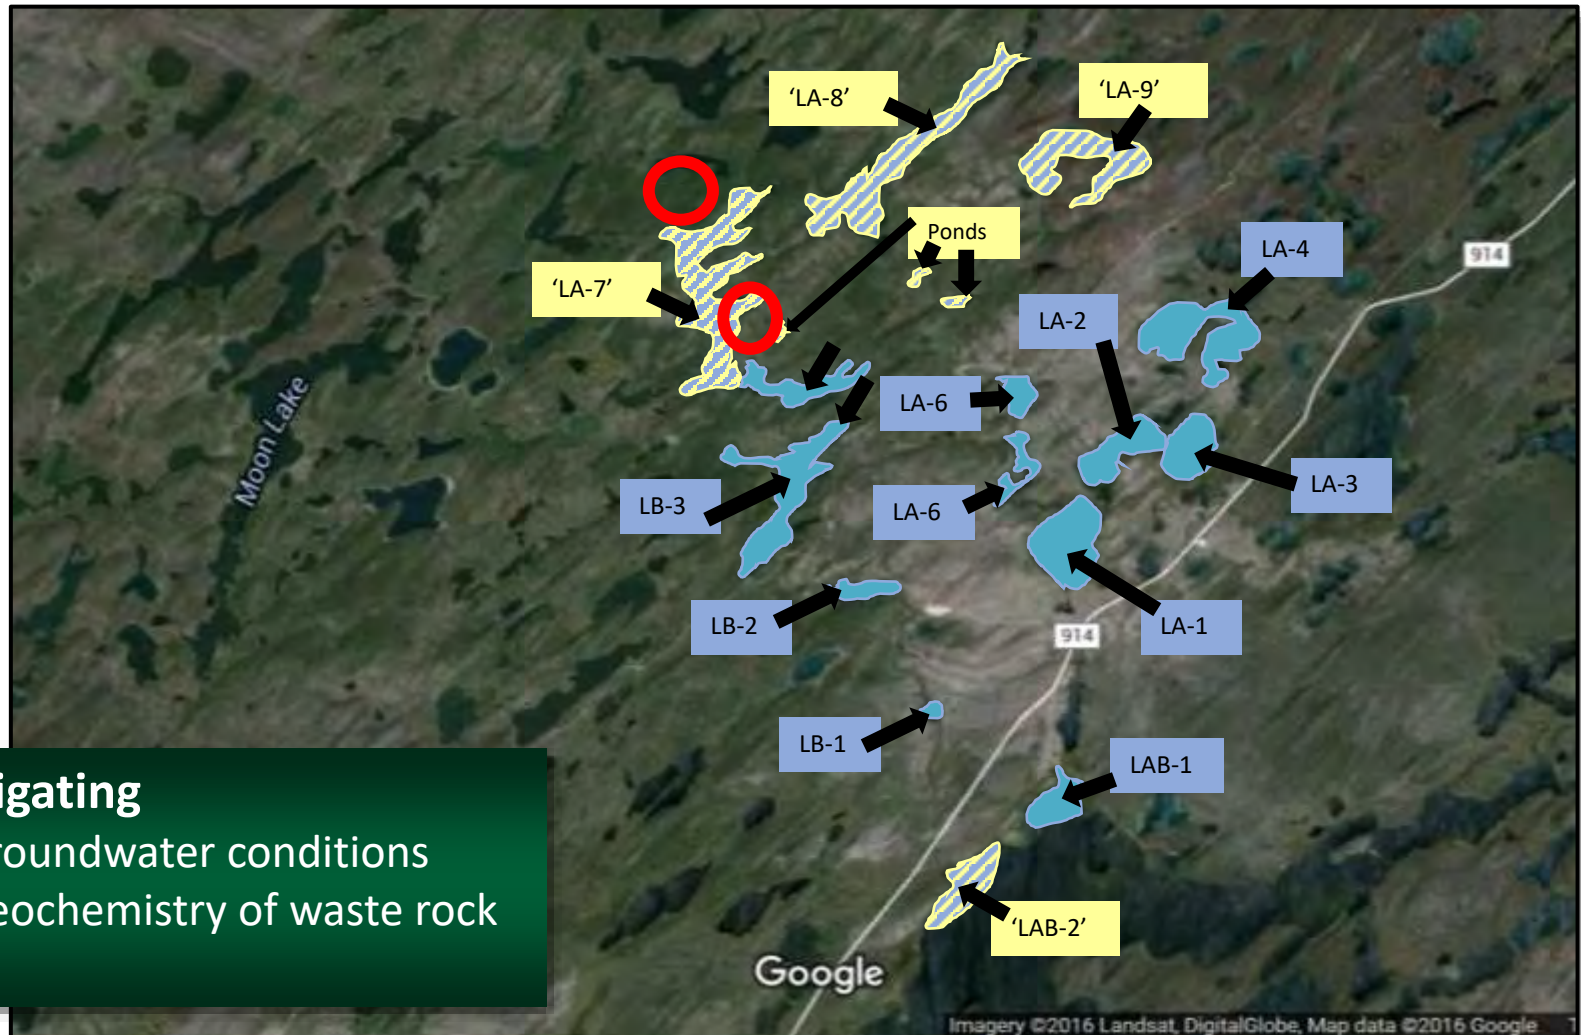 'LA-8'
'LA-9'
Ponds
LA-4
914
'LA-7'
LA-2
LA-6
Moon Lake
LA-3
LB-3
LA-6
LB-2
914
LA-1
LB-1
LAB-1
igating
roundwater conditions
eochemistry of waste rock
'LAB-2'
Google
Imagery ©2016 Landsat, DigitalGlobe, Map data ©2016 Google